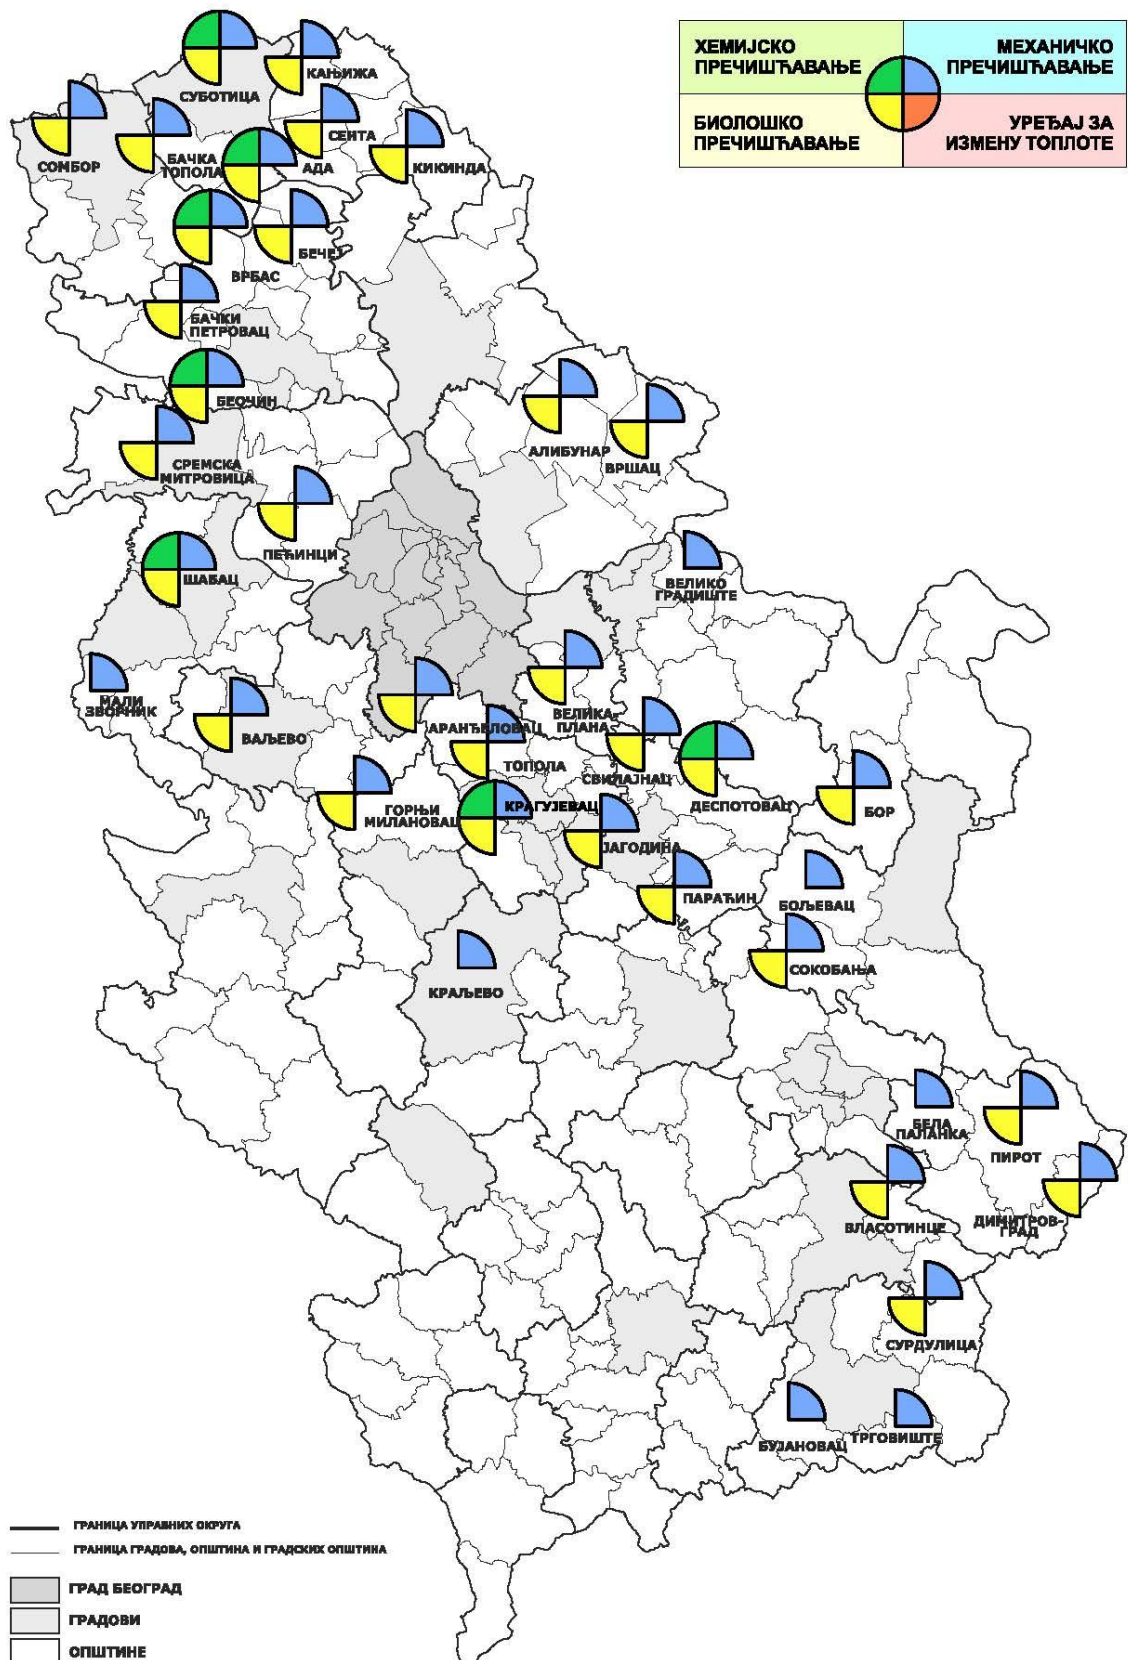 ХЕМИЈСКО
ПРЕЧИШЋАВАЊЕ
МЕХАНИЧКО
ПРЕЧИШЋАВАЊЕ
БИОЛОШКО
ПРЕЧИШЋАВАЊЕ
УРЕЂАЈ ЗА
ИЗМЕНУ ТОПЛОТЕ
СУБОТИЦА
КАЊИЖА
СЕНТА
СОМБОР
БАЧКА
ТОПОЛА
АДА
КИКИНДА
ВРБАС
БЕЧЕЈ
БАЧКИ
ПЕТРОВАЦ
БЕОЧИН
АЛИБУНАР
ВРШАЦ
СРЕМСКА
МИТРОВИЦА
ПЕЋИНЦИ
ШАБАЦ
ВЕЛИКО
ГРАДИШТЕ
МАЛИ
ЗВОРНИК
ВАЉЕВО
АРАНЂЕЛОВАЦ
ВЕЛИКА
ПЛАНА
ТОПОЛА
СВИЛАЈНАЦ
ДЕСПОТОВАЦ
ГОРЊИ
МИЛАНОВАЦ
КРАГУЈЕВАЦ
БОР
ЈАГОДИНА
ПАРАЋИН
БОЉЕВАЦ
СОКОБАЊА
КРАЉЕВО
БЕЛА
ПАЛАНКА
ПИРОТ
ВЛАСОТИНЦЕ
ДИМИТРОВ-
ГРАД
СУРДУЛИЦА
БУЈАНОВАЦ
ТРГОВИШТЕ
ГРАНИЦА УПРАВНИХ ОКРУГА
ГРАНИЦА ГРАДОВА, ОПШТИНА И ГРАДСКИХ ОПШТИНА
ГРАД БЕОГРАД
ГРАДОВИ
ОПШТИНЕ